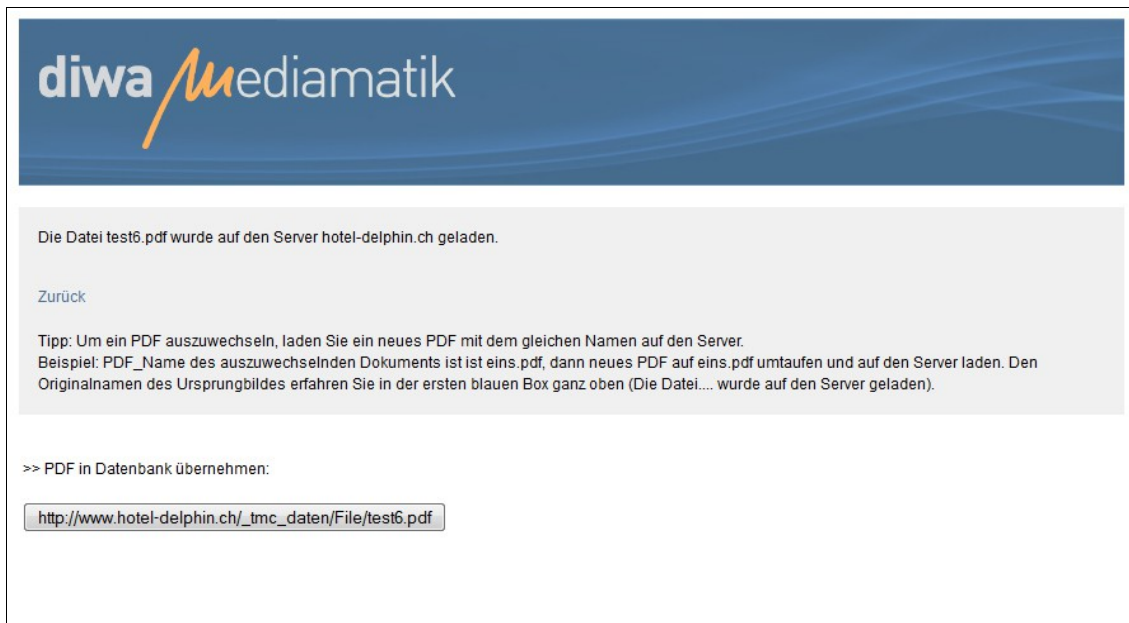 diwa Mediamatik
Die Datei test6.pdf wurde auf den Server hotel-delphin.ch geladen.
Zurück
Tipp: Um ein PDF auszuwechseln, laden Sie ein neues PDF mit dem gleichen Namen auf den Server.
Beispiel: PDF_Name des auszuwechselnden Dokuments ist ist eins.pdf, dann neues PDF auf eins.pdf umtaufen und auf den Server laden. Den
Originalnamen des Ursprungbildes erfahren Sie in der ersten blauen Box ganz oben (Die Datei.... wurde auf den Server geladen).
>> PDF in Datenbank übernehmen:
http://www.hotel-delphin.ch/_tmc_daten/File/test6.pdf